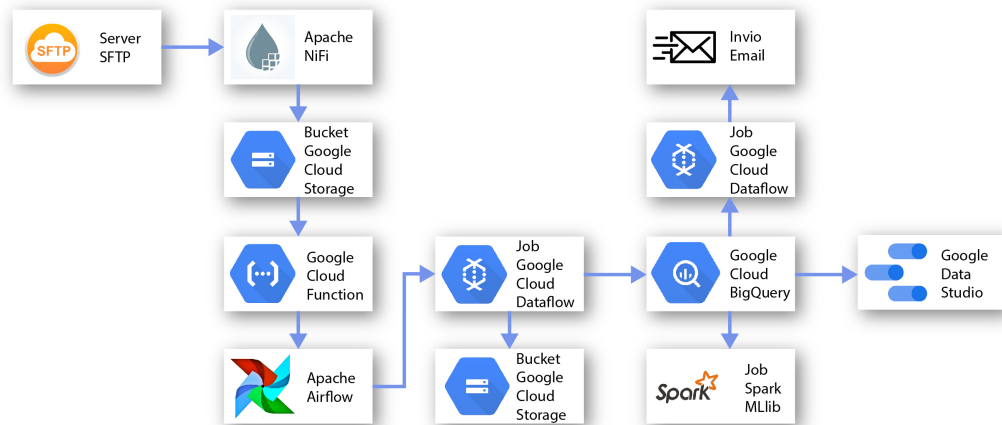 SFTP
Server
SFTP
Apache
NiFi
Invio
Email
Bucket
Google
Cloud
Storage
Job
Google
Cloud
Dataflow
Google
Cloud
Function
Job
Google
Cloud
Dataflow
Google
Cloud
BigQuery
Google
Data
Studio
Apache
Airflow
Bucket
Google
Cloud
Storage
Spark
Job
Spark
MLlib